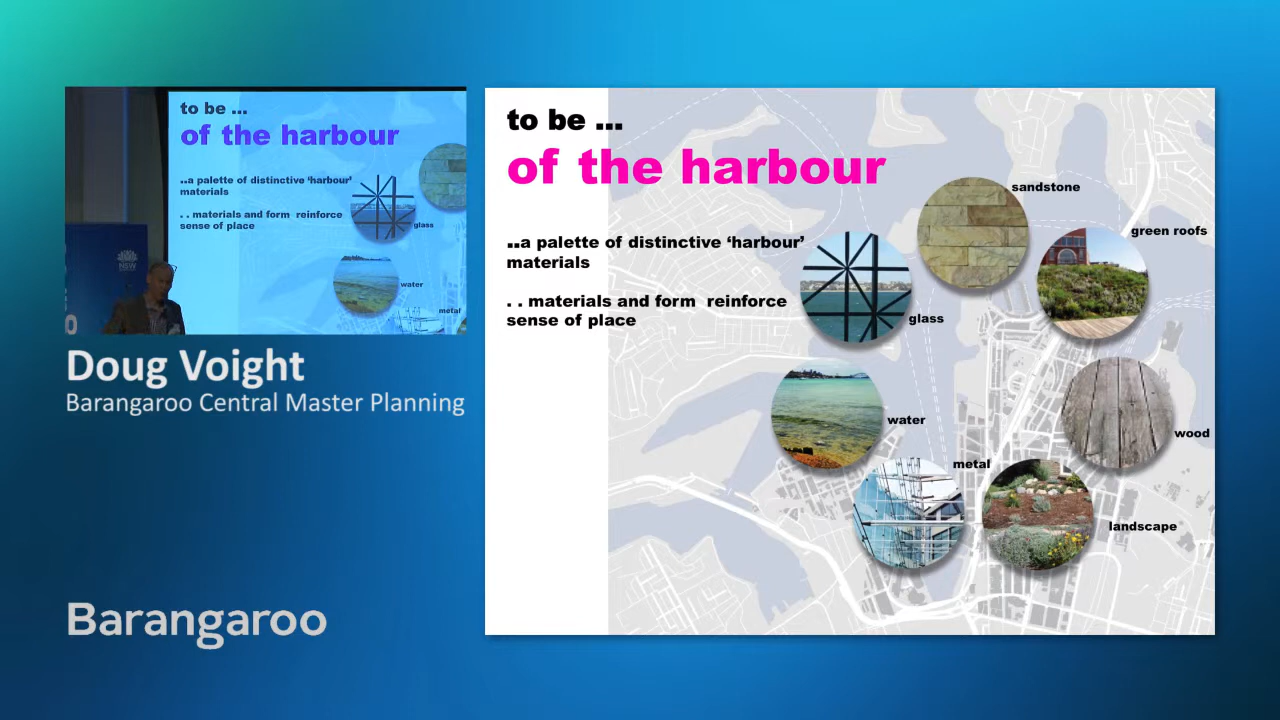 to be ...
of the harbour
..a palette of distinctive ‘harbour’
materials
. . materials and form reinforce
sense of place
glass
water
metal
NSW
0
Doug Voight
Barangaroo Central Master Planning
Barangaroo
to be ...
of the harbour
..a palette of distinctive ‘harbour’
materials
. . materials and form reinforce
sense of place
sandstone
green roofs
glass
water
wood
metal
landscape